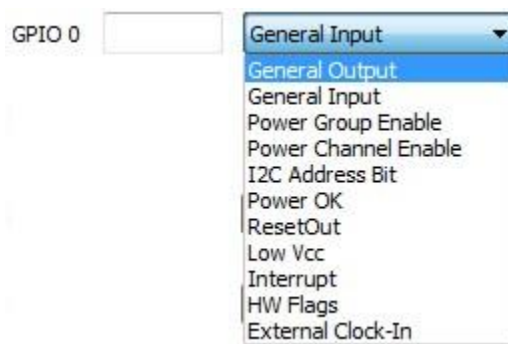 GPIO 0 General Input
General Output
General Input
Power Group Enable
Power Channel Enable
I2C Address Bit
Power OK
ResetOut
Low Vcc
Interrupt
HW Flags
External Clock-In